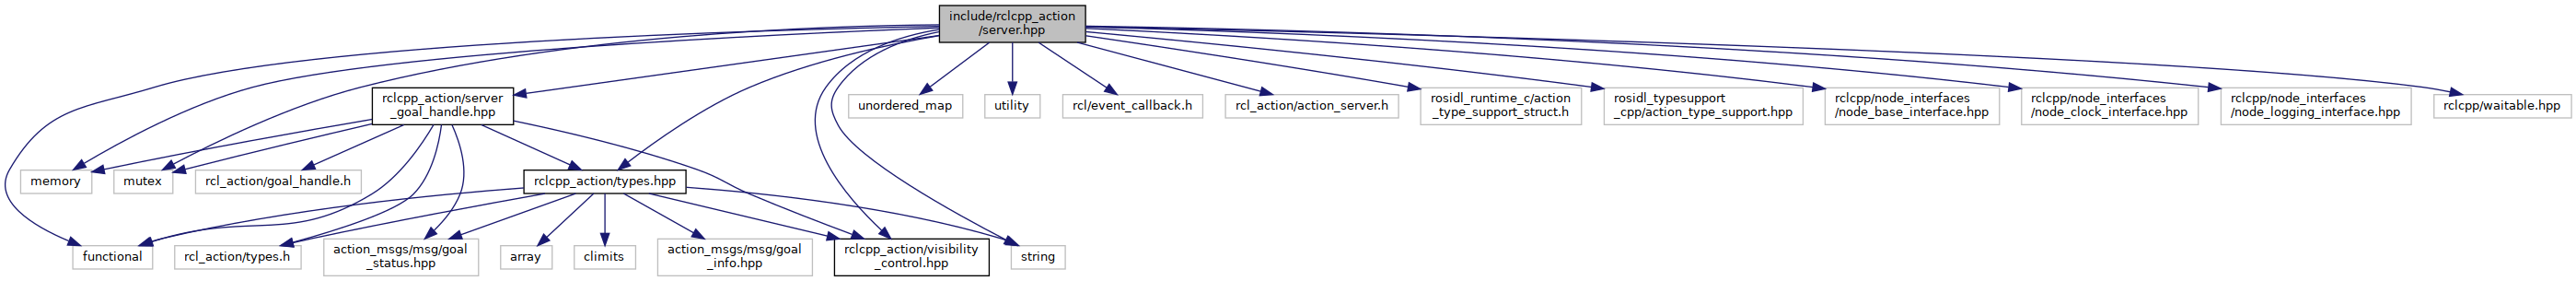 include/rclcpp_action
/server.hpp
rclcpp_action/server
_goal_handle.hpp
unordered_map
utility
rcl/event_callback.h
rcl_action/action_server.h
rosidl_runtime_c/action
_type_support_struct.h
rosidl_typesupport
_cpp/action_type_support.hpp
rclcpp/node_interfaces
/node_base_interface.hpp
rclcpp/node_interfaces
/node_clock_interface.hpp
rclcpp/node_interfaces
/node_logging_interface.hpp
rclcpp/waitable.hpp
memory
mutex
rcl_action/goal_handle.h
rclcpp_action/types.hpp
functional
rcl_action/types.h
action_msgs/msg/goal
_status.hpp
array
climits
action_msgs/msg/goal
_info.hpp
rclcpp_action/visibility
_control.hpp
string